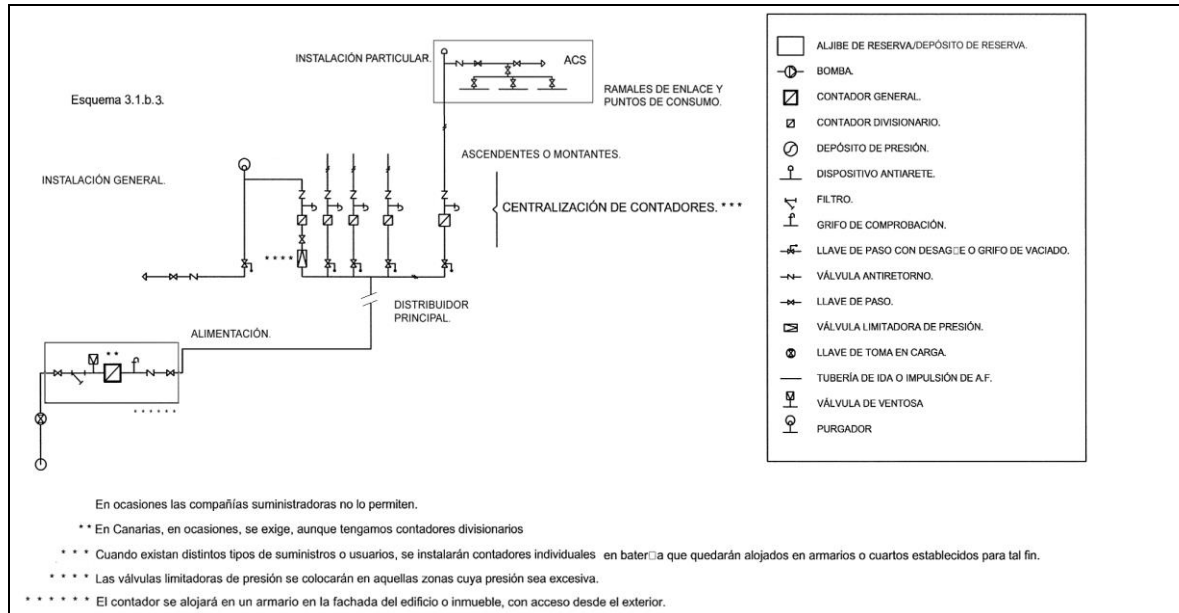 INSTALACIÓN PARTICULAR.
ACS
RAMALES DE ENLACE Y
PUNTOS DE CONSUMO.
Esquema 3.1.b.3.
ASCENDENTES O MONTANTES.
INSTALACIÓN GENERAL.
CENTRALIZACIÓN DE CONTADORES. * * *
* * * *
DISTRIBUIDOR
PRINCIPAL.
ALIMENTACIÓN.
* *
* * * * * *
ALJIBE DE RESERVA/DEPÓSITO DE RESERVA.
BOMBA.
CONTADOR GENERAL.
CONTADOR DIVISIONARIO.
DEPÓSITO DE PRESIÓN.
DISPOSITIVO ANTIARETE.
FILTRO.
GRIFO DE COMPROBACIÓN.
LLAVE DE PASO CON DESAG□E O GRIFO DE VACIADO.
VÁLVULA ANTIRETORNO.
LLAVE DE PASO.
VÁLVULA LIMITADORA DE PRESIÓN.
LLAVE DE TOMA EN CARGA.
TUBERÍA DE IDA O IMPULSIÓN DE A.F.
VÁLVULA DE VENTOSA
PURGADOR
En ocasiones las compañías suministradoras no lo permiten.
* * En Canarias, en ocasiones, se exige, aunque tengamos contadores divisionarios
* * * Cuando existan distintos tipos de suministros o usuarios, se instalarán contadores individuales en bater□a que quedarán alojados en armarios o cuartos establecidos para tal fin.
* * * * Las válvulas limitadoras de presión se colocarán en aquellas zonas cuya presión sea excesiva.
* * * * * * El contador se alojará en un armario en la fachada del edificio o inmueble, con acceso desde el exterior.